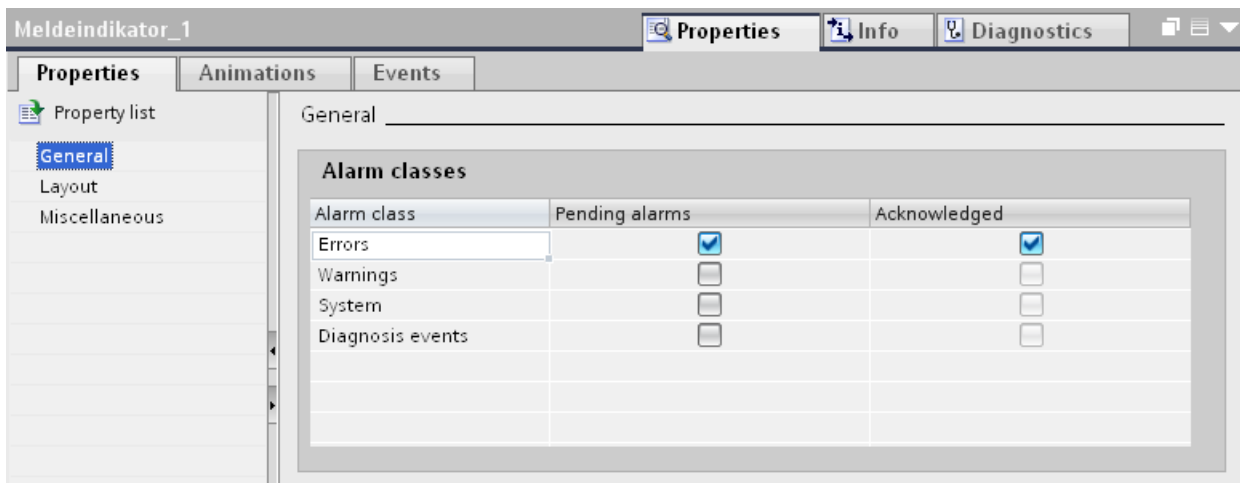 Meldeindikator_1 Properties Info Diagnostics
Properties Animations Events
Property list
General
Layout
Miscellaneous
General
Alarm classes
Alarm class Pending alarms Acknowledged
Errors
Warnings
System
Diagnosis events